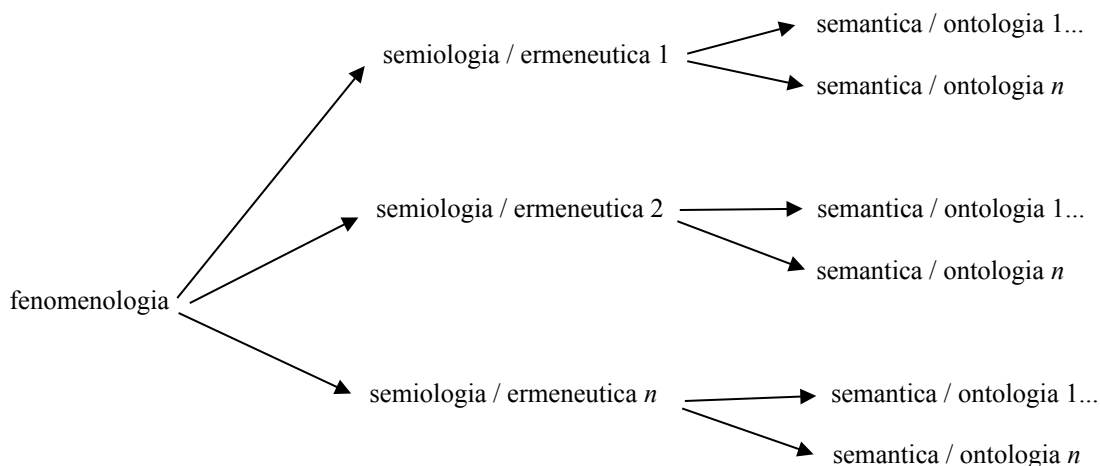 semantica / ontologia 1...
semiologia / ermeneutica 1
semantica / ontologia n
semiologia / ermeneutica 2
semantica / ontologia 1...
semantica / ontologia n
fenomenologia
semiologia / ermeneutica n
semantica / ontologia 1...
semantica / ontologia n